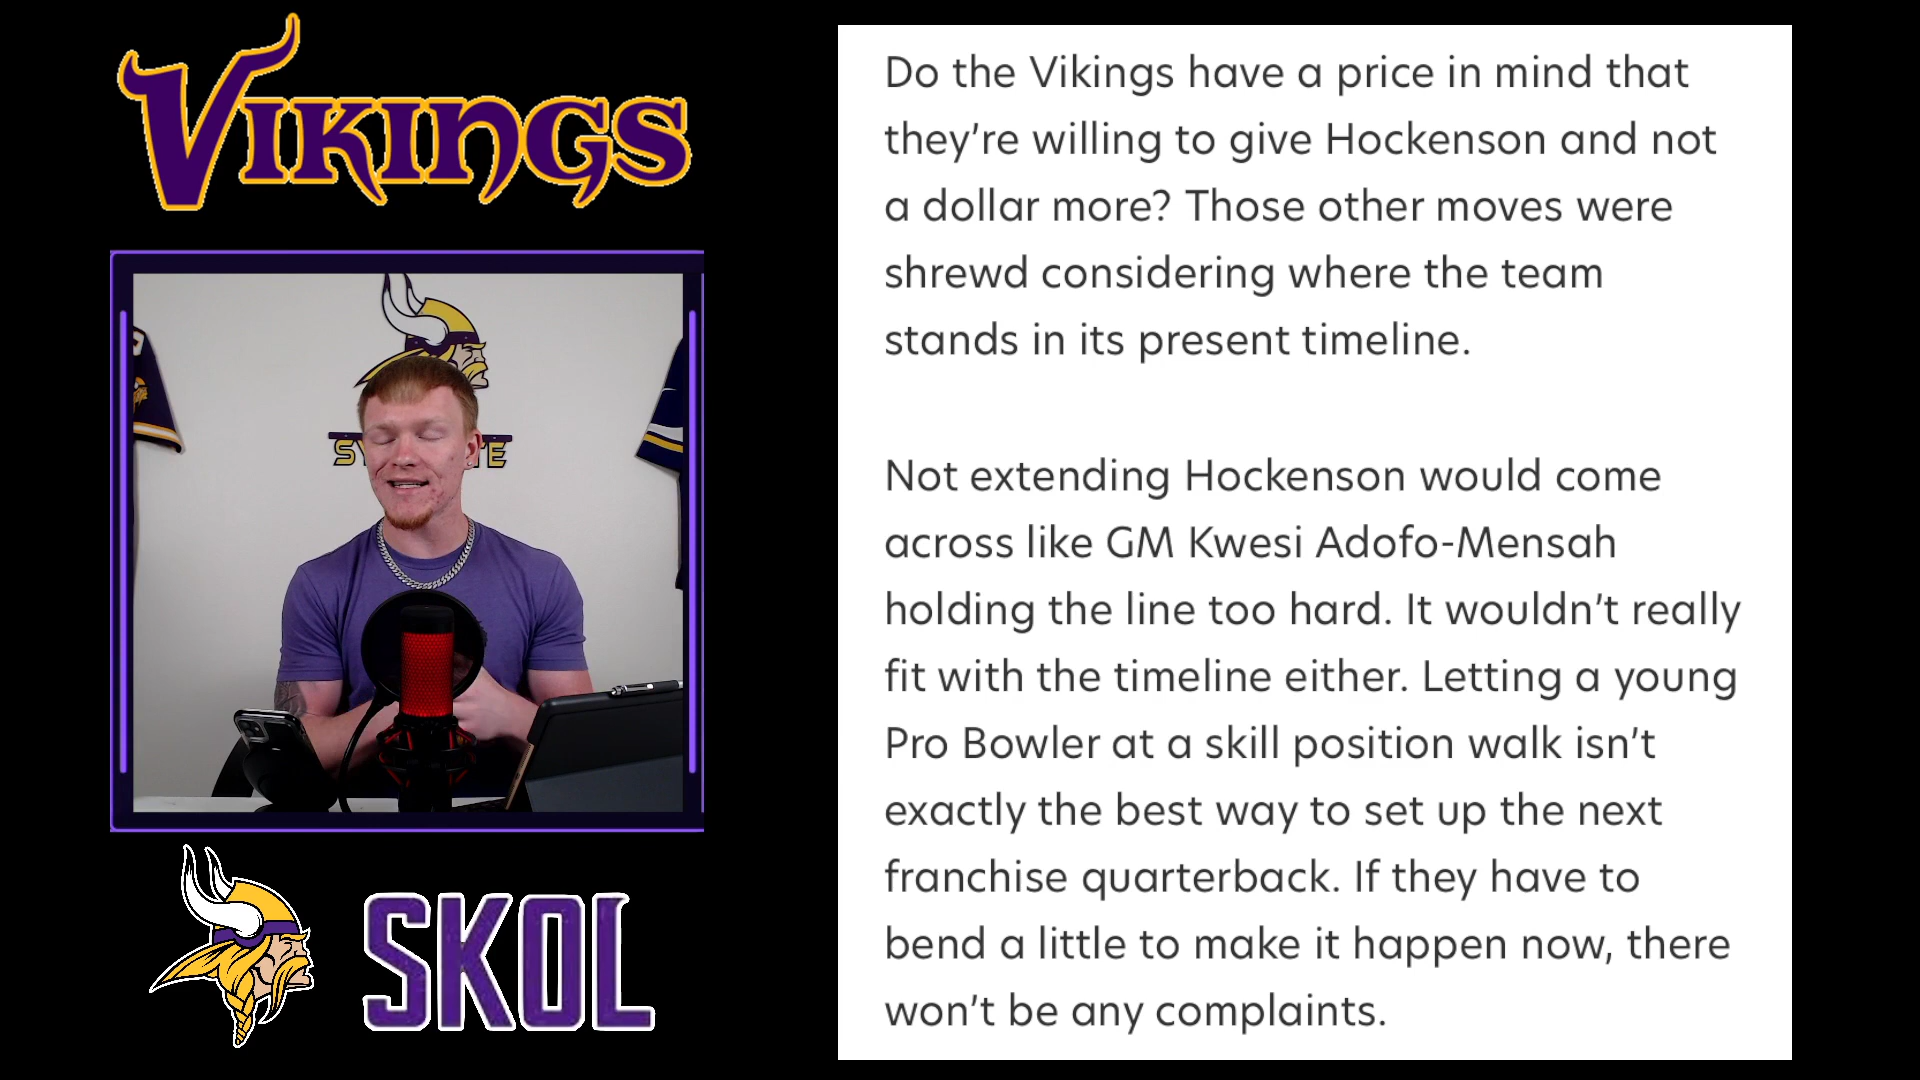 VIKINGS
SY TE
SKOL
Do the Vikings have a price in mind that
they’re willing to give Hockenson and not
a dollar more? Those other moves were
shrewd considering where the team
stands in its present timeline.
Not extending Hockenson would come
across like GM Kwesi Adofo-Mensah
holding the line too hard. It wouldn’t really
fit with the timeline either. Letting a young
Pro Bowler at a skill position walk isn’t
exactly the best way to set up the next
franchise quarterback. If they have to
bend a little to make it happen now, there
won’t be any complaints.